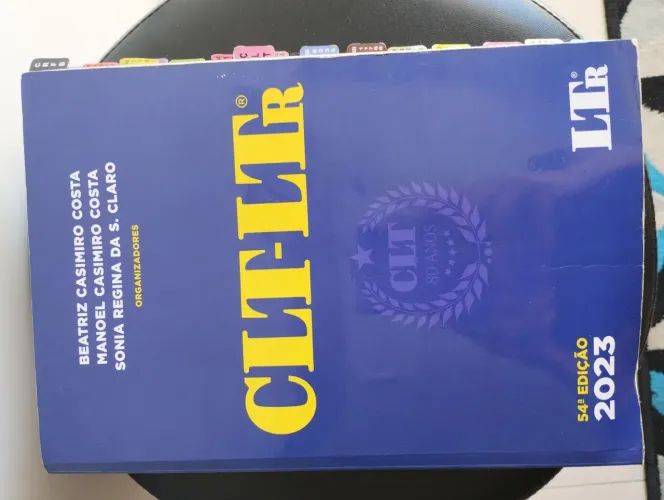 BEATRIZ CASIMIRO COSTA
MANOEL CASIMIRO COSTA
SONIA REGINA DA S. CLARO
ORGANIZADORES
CLT-LTR®
CLT
80 ANOS
54ª EDIÇÃO
2023
LTR®
CLT